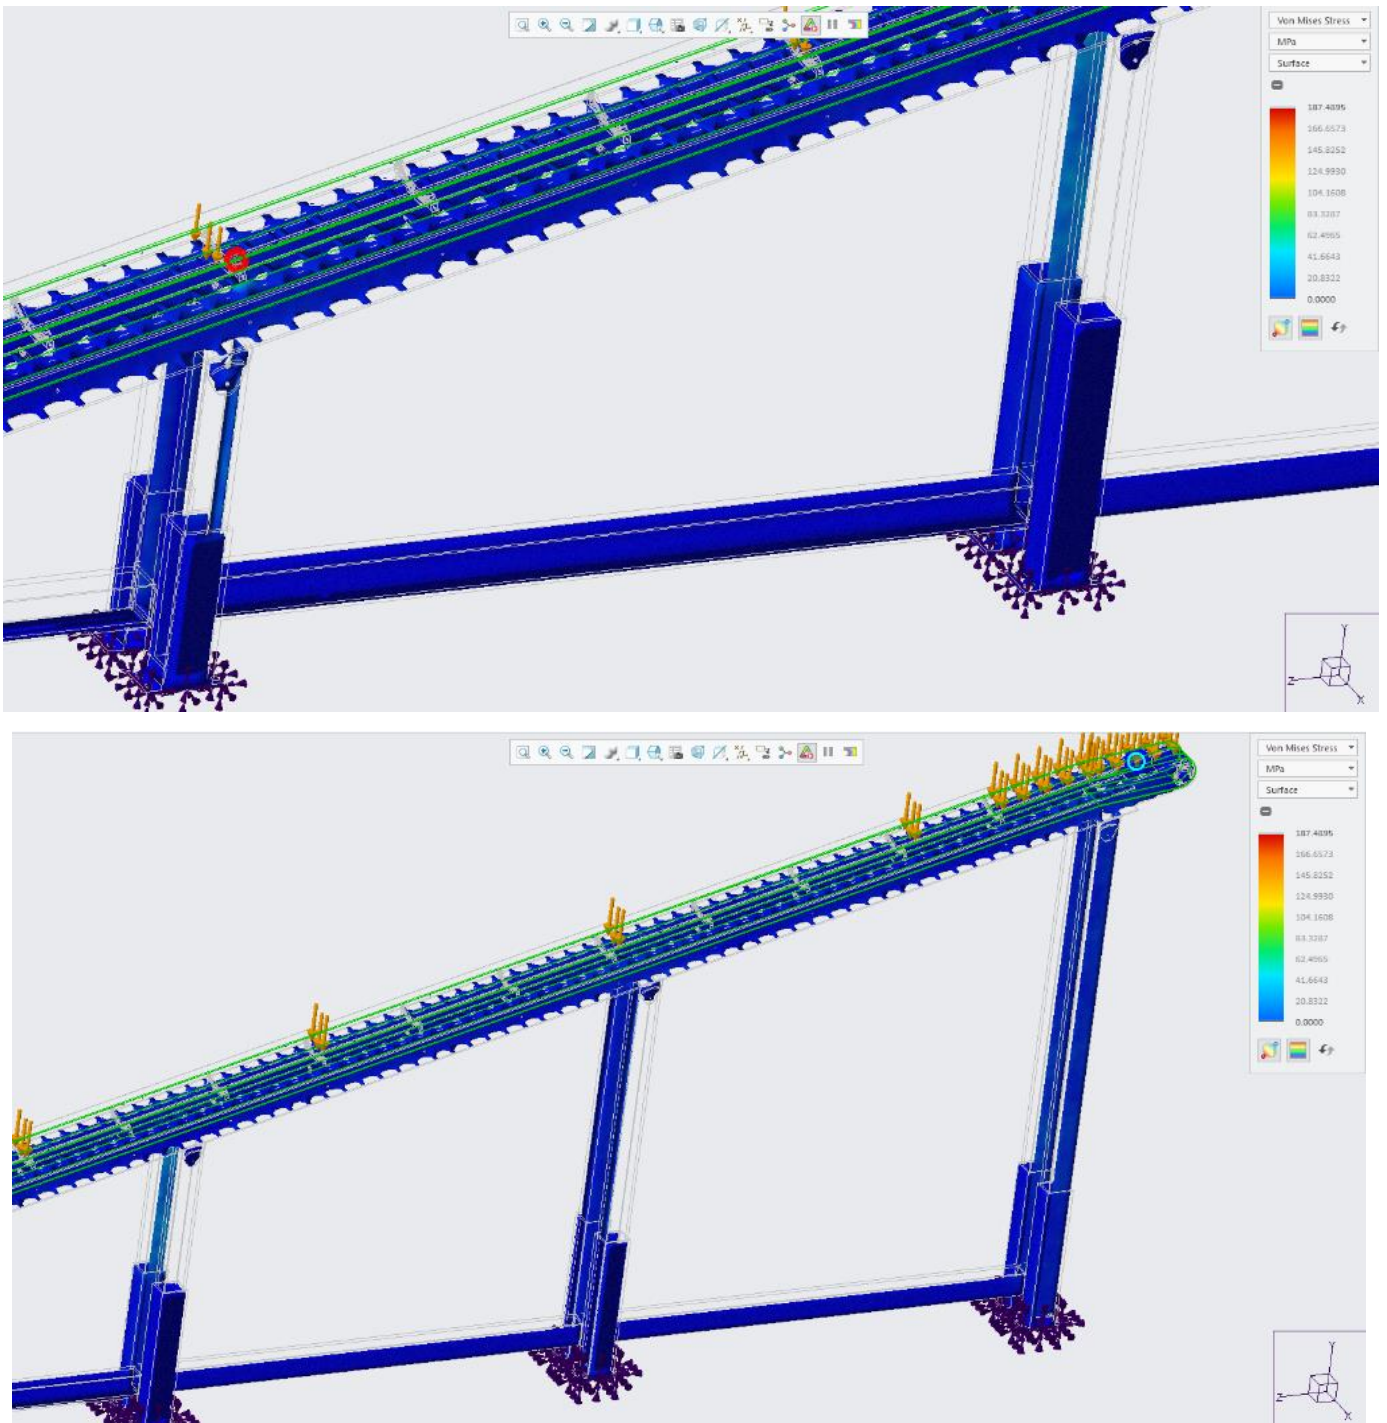 Von Mises Stress
MPa
Surface
187.4895
166.6573
145.8252
124.9930
104.1608
83.3287
62.4965
41.6643
20.8322
0.0000
Y
Z
X
Von Mises Stress
MPa
Surface
187.4895
166.6573
145.8252
124.9930
104.1608
83.3287
62.4965
41.6643
20.8322
0.0000
Y
Z
X